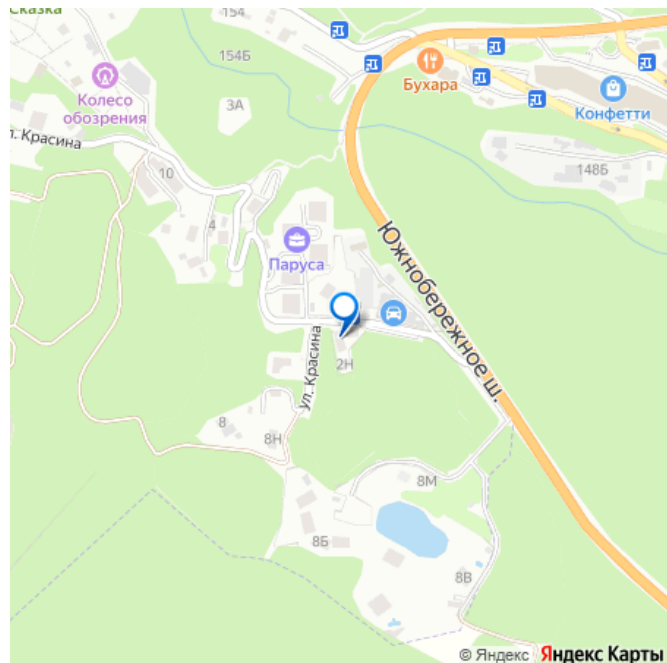 Сказка
154
154Б
Бухара
Колесо
обозрения
3А
Конфетти
ул. Красина
148Б
10
4
Паруса
Южнобережное ш.
ул. Красина
2Н
8
8Н
8М
8Б
8В
© Яндекс Яндекс Карты